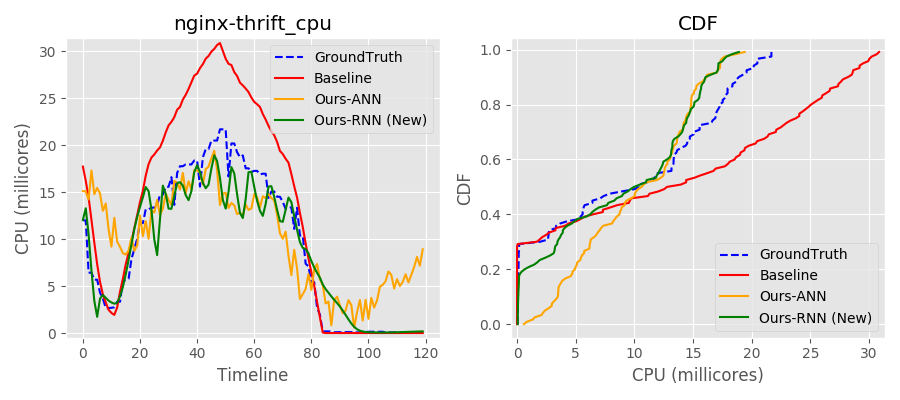 nginx-thrift_cpu
CPU (millicores)
30
25
20
15
10
5
0
0
20
40
60
80
100
120
Timeline
GroundTruth
Baseline
Ours-ANN
Ours-RNN (New)
CDF
CDF
1.0
0.8
0.6
0.4
0.2
0.0
0
5
10
15
20
25
30
CPU (millicores)
GroundTruth
Baseline
Ours-ANN
Ours-RNN (New)